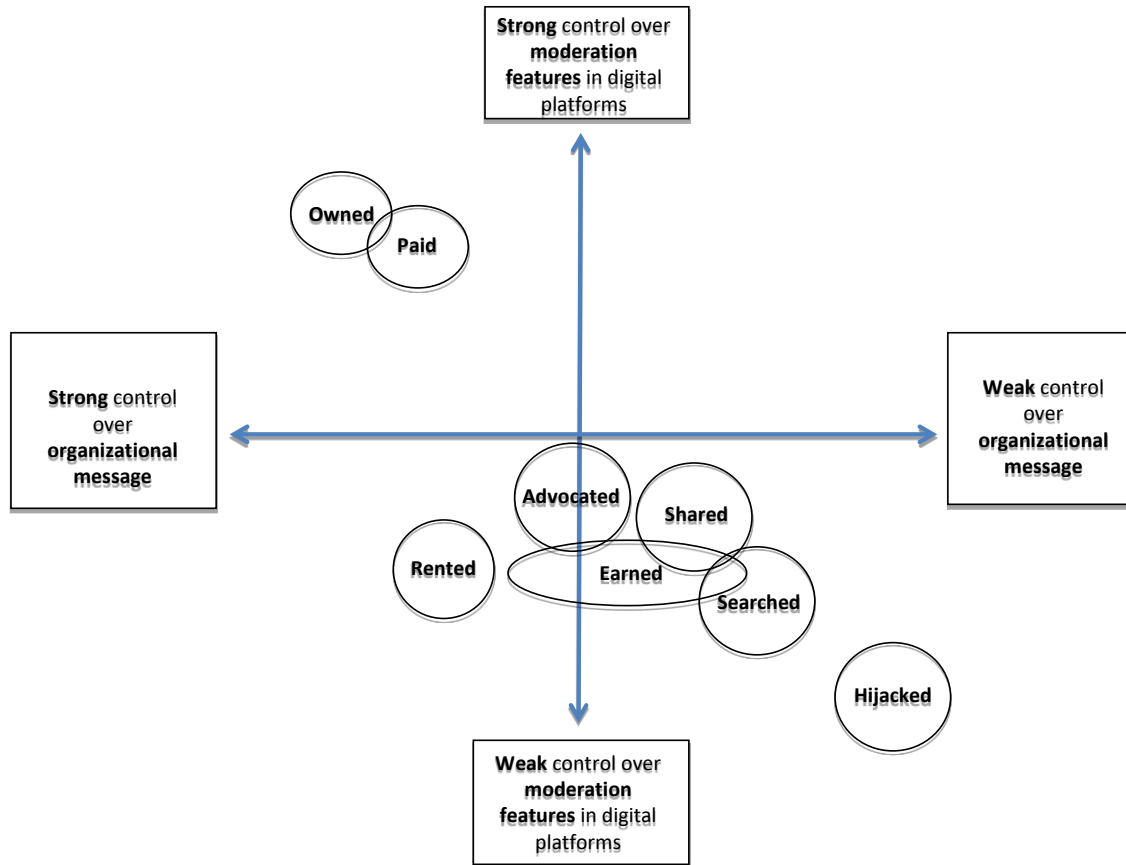 Strong control over
moderation
features in digital
platforms
Owned
Paid
Strong control
over
organizational
message
Weak control
over
organizational
message
Advocated
Shared
Rented
Earned
Searched
Hijacked
Weak control over
moderation
features in digital
platforms